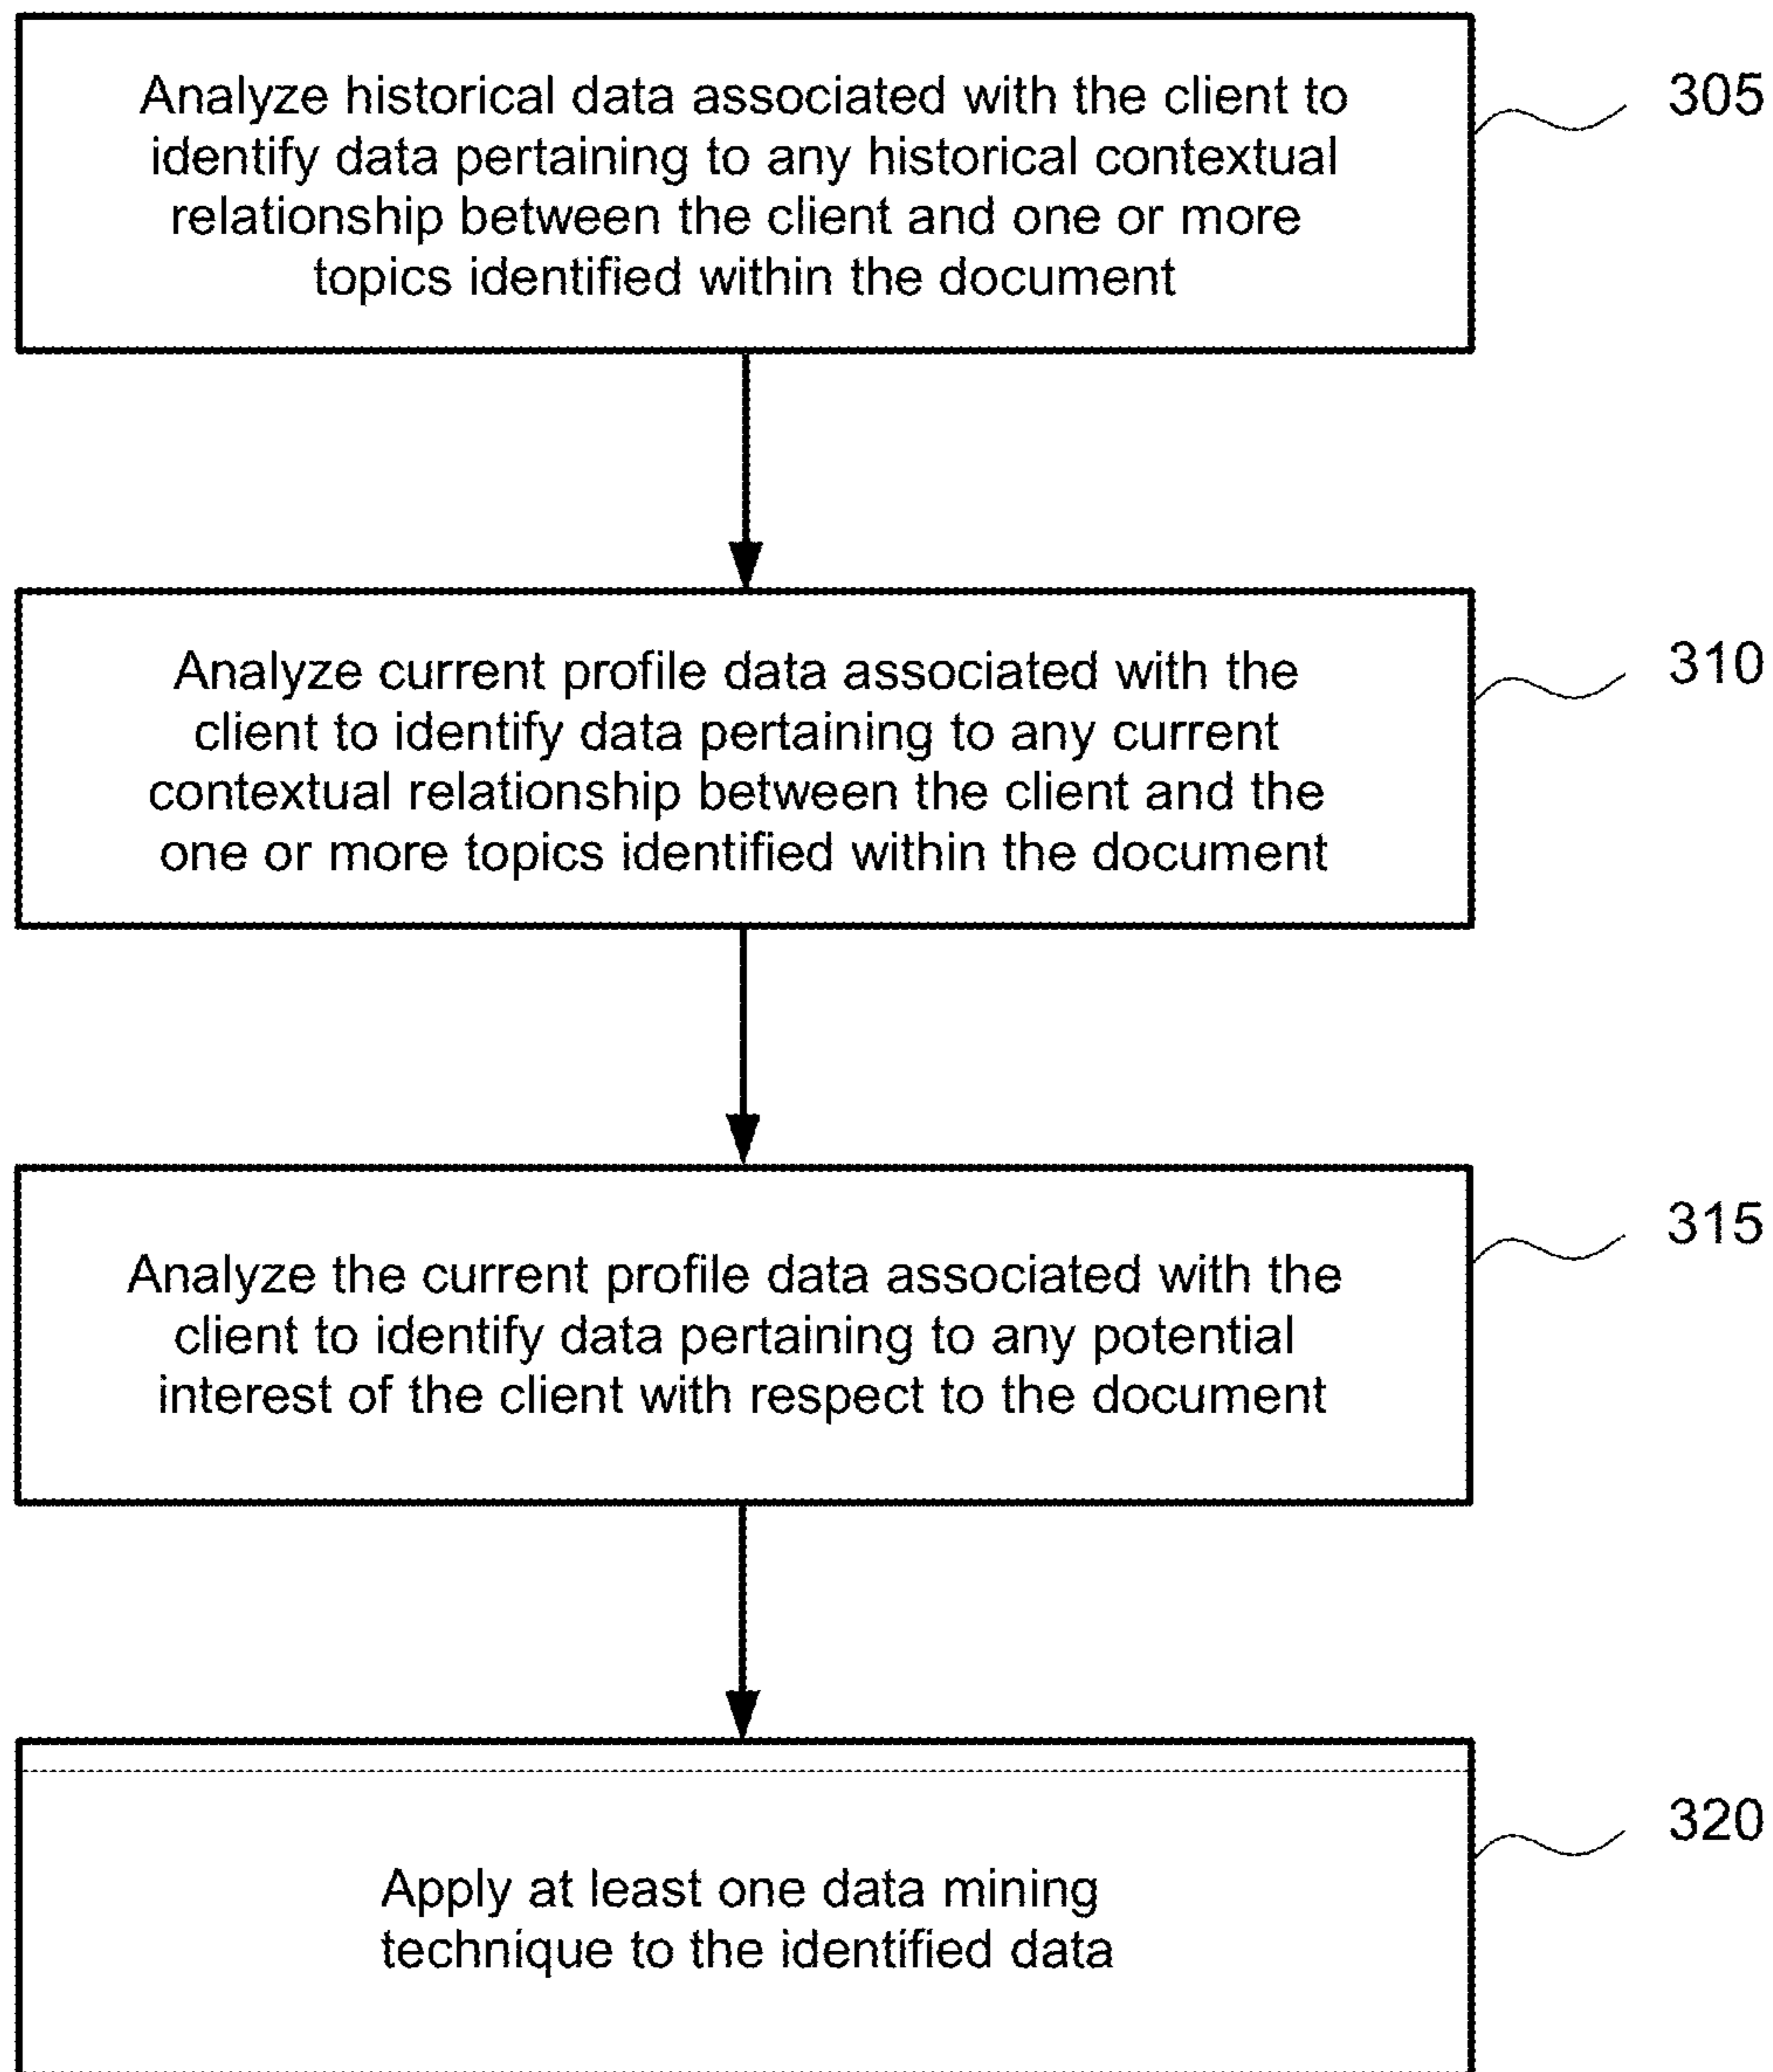 Analyze historical data associated with the client to
identify data pertaining to any historical contextual
relationship between the client and one or more
topics identified within the document
305
Analyze current profile data associated with the
client to identify data pertaining to any current
contextual relationship between the client and the
one or more topics identified within the document
310
Analyze the current profile data associated with the
client to identify data pertaining to any potential
interest of the client with respect to the document
315
Apply at least one data mining
technique to the identified data
320